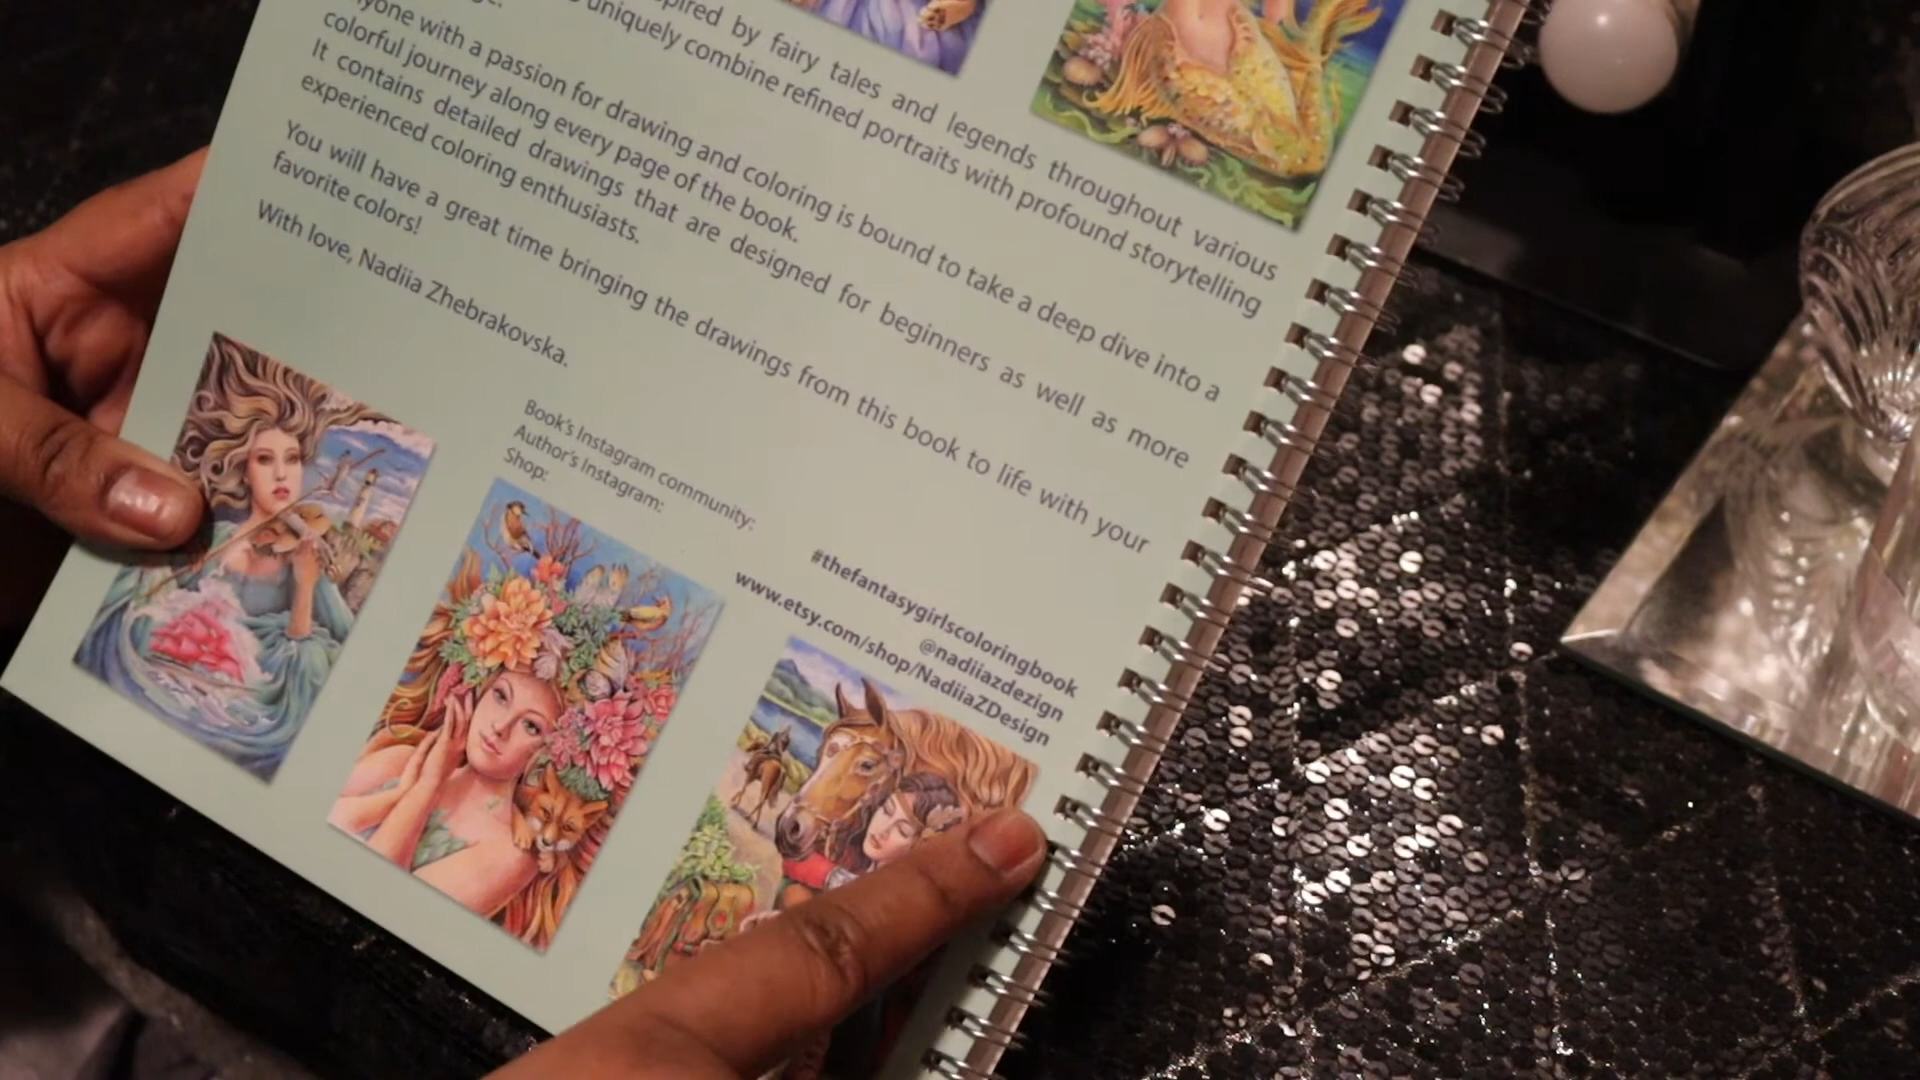 spired by fairy tales and legends throughout various
uniquely combine refined portraits with profound storytelling
yone with a passion for drawing and coloring is bound to take a deep dive into a
colorful journey along every page of the book.
It contains detailed drawings that are designed for beginners as well as more
experienced coloring enthusiasts.
You will have a great time bringing the drawings from this book to life with your
favorite colors!
With love, Nadiia Zhebrakovska.
Book's Instagram community: #thefantasygirlscoloringbook
Author's Instagram: @nadiiazdezign
Shop: www.etsy.com/shop/NadiiaZDesign